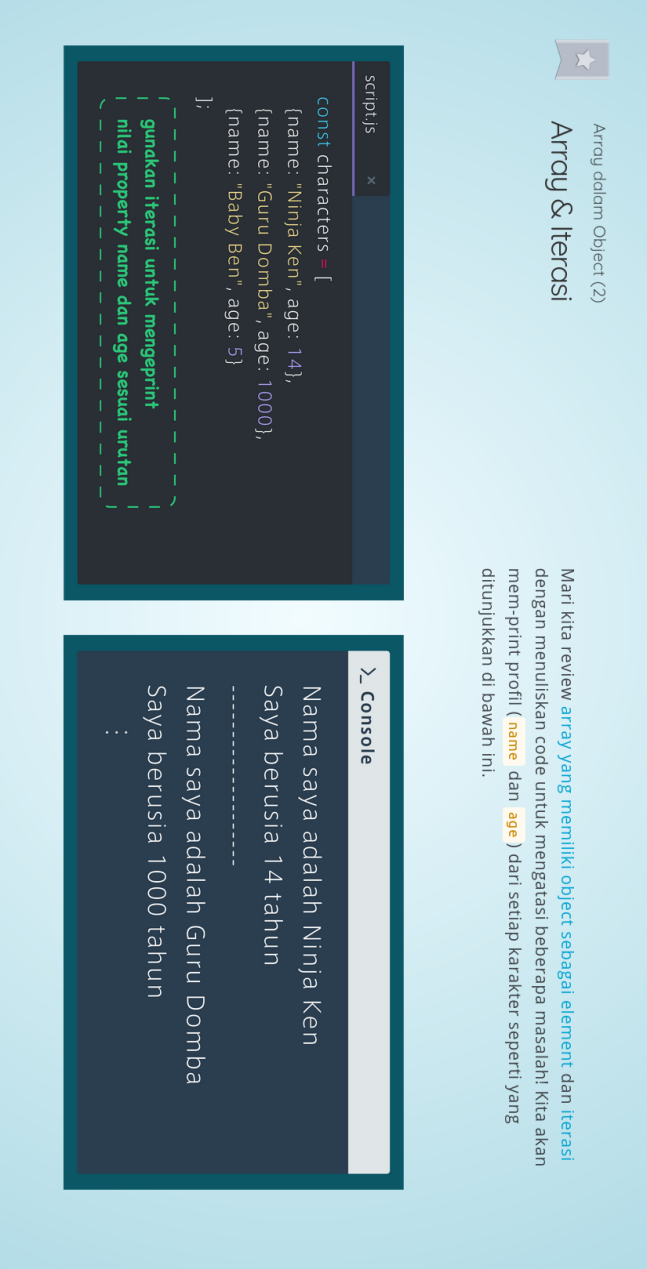 Array dalam Object (2)
Array & Iterasi
Mari kita review array yang memiliki object sebagai element dan iterasi
dengan menuliskan code untuk mengatasi beberapa masalah! Kita akan
mem-print profil ( name dan age ) dari setiap karakter seperti yang
ditunjukkan di bawah ini.
script.js ×
const characters = [
{name: "Ninja Ken", age: 14},
{name: "Guru Domba", age: 1000},
{name: "Baby Ben", age: 5}
];
gunakan iterasi untuk mengeprint
nilai property name dan age sesuai urutan
>_ Console
Nama saya adalah Ninja Ken
Saya berusia 14 tahun
--------------------
Nama saya adalah Guru Domba
Saya berusia 1000 tahun
⋮